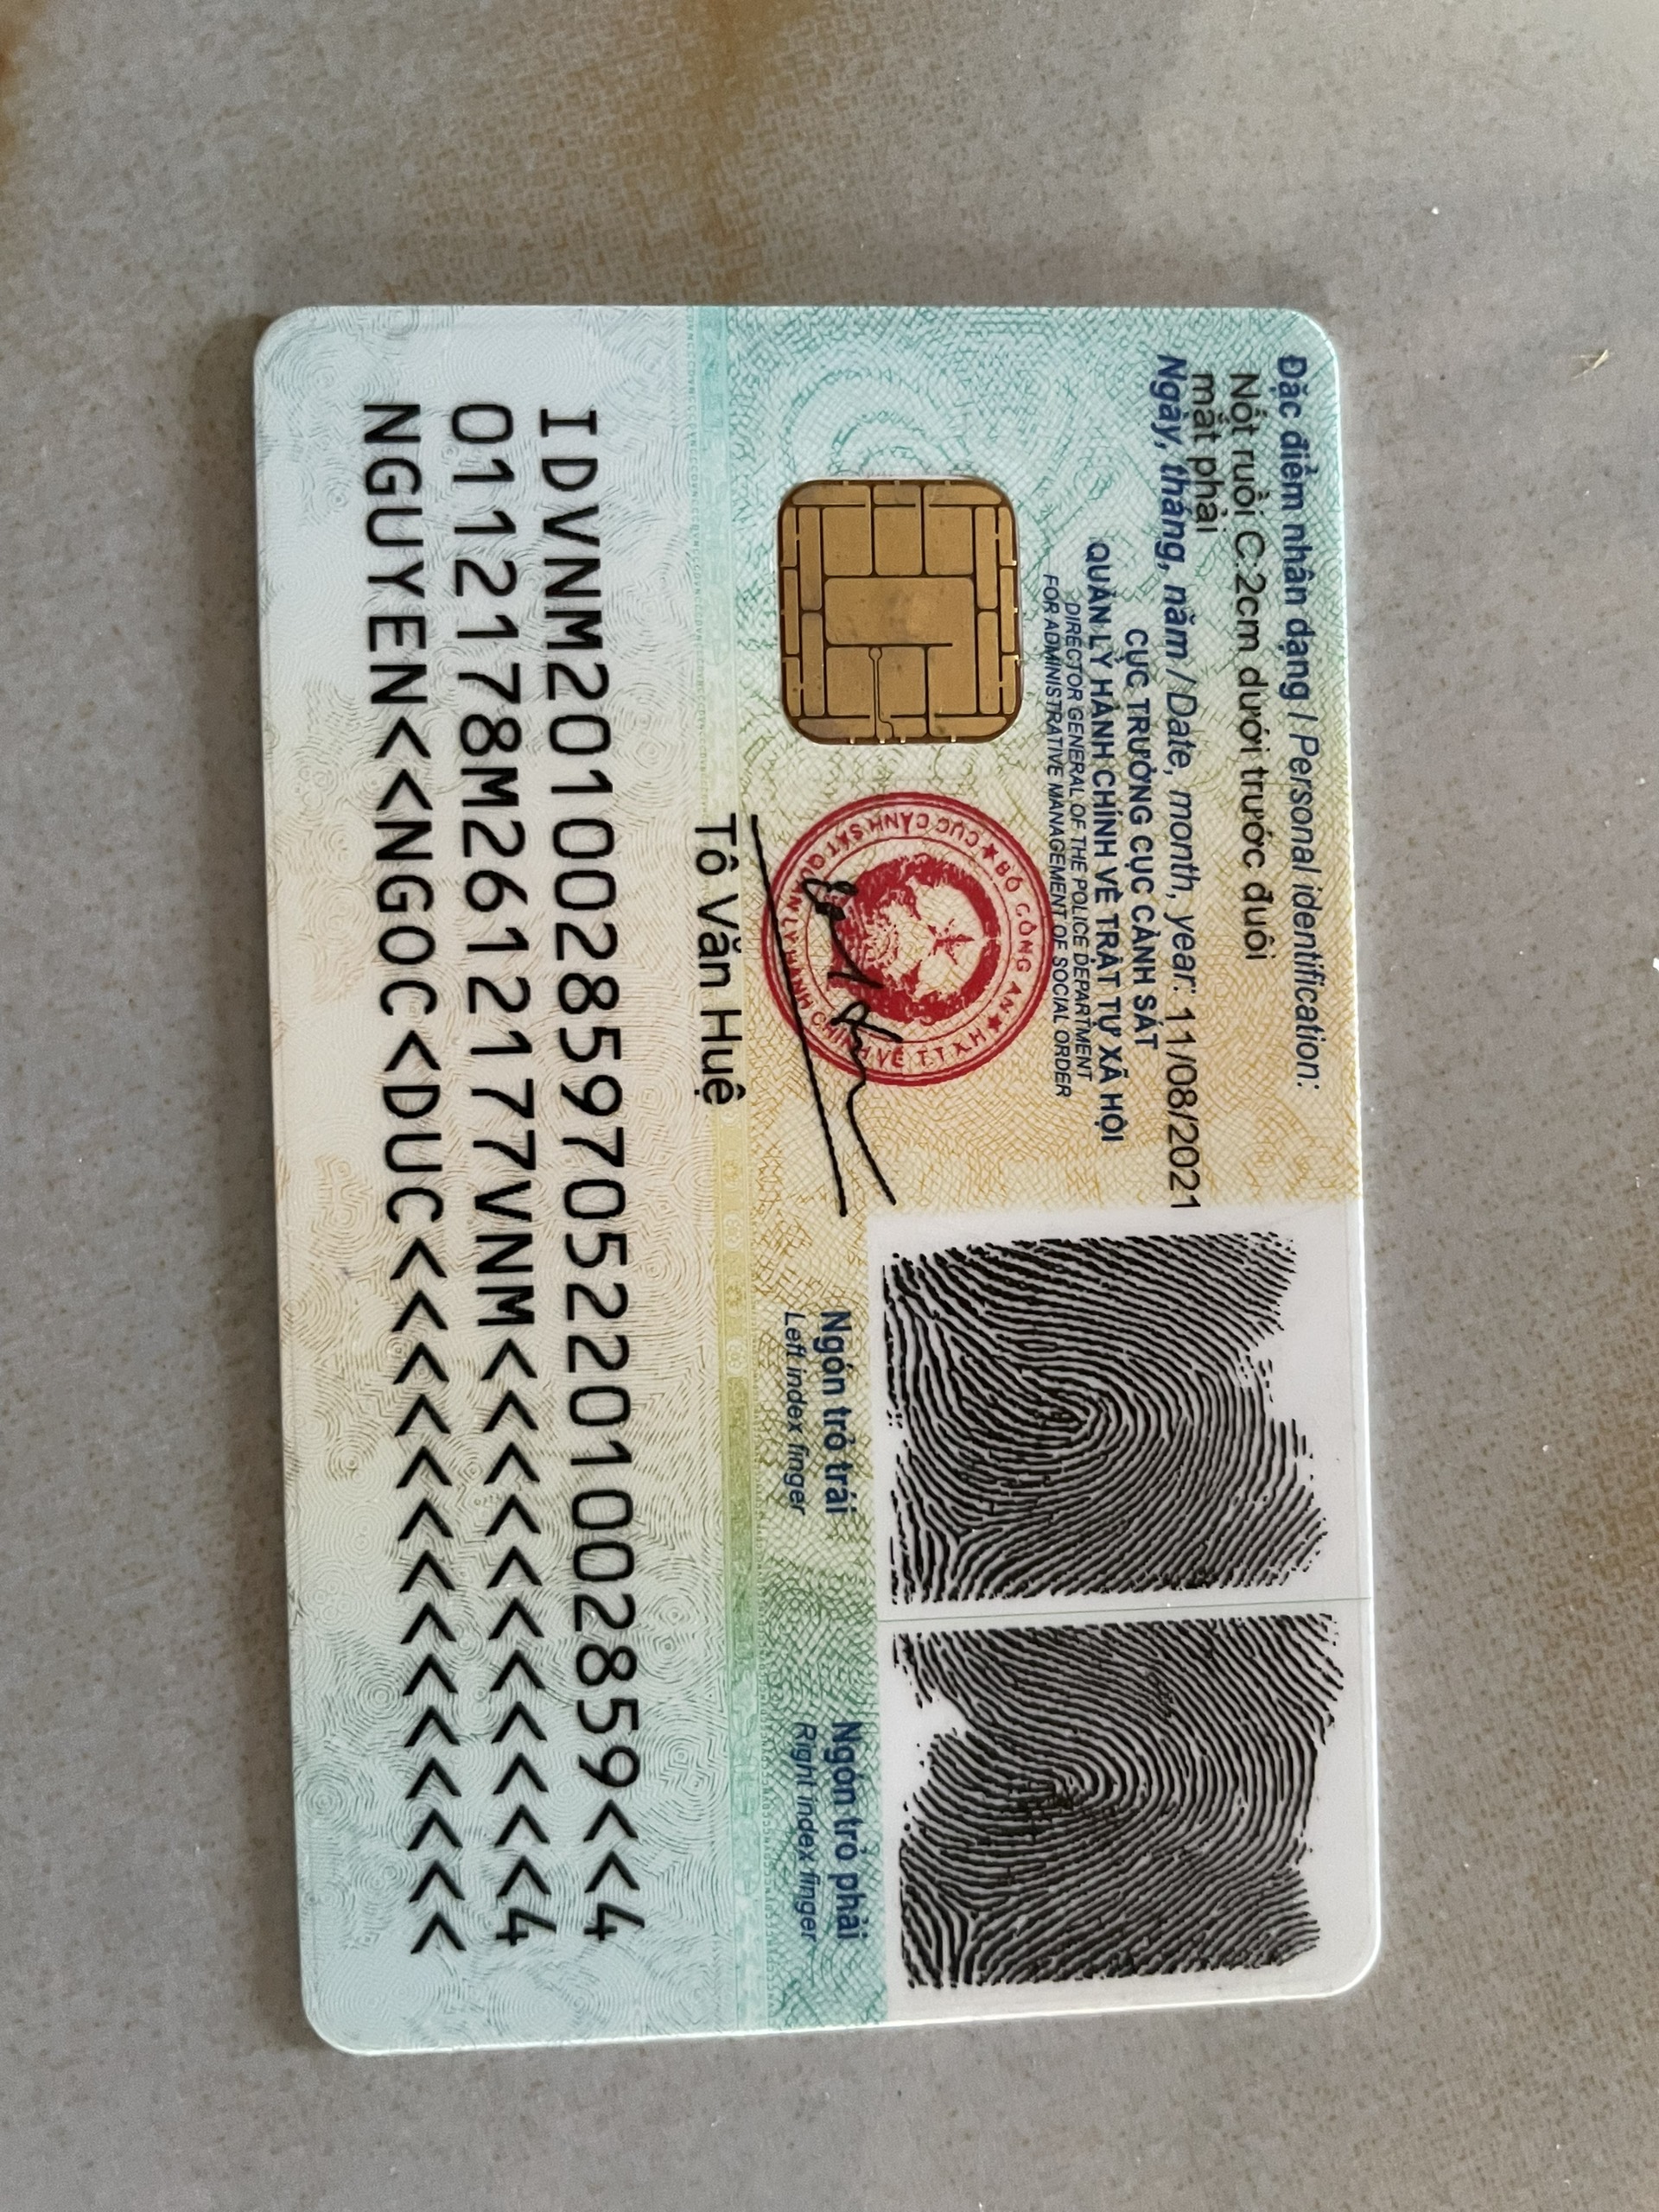 Đặc điểm nhân dạng / Personal identification:
Nốt ruồi C:2cm dưới trước đuôi
mắt phải
Ngày, tháng, năm / Date, month, year: 11/08/2021
CỤC TRƯỞNG CỤC CẢNH SÁT
QUẢN LÝ HÀNH CHÍNH VỀ TRẬT TỰ XÃ HỘI
DIRECTOR GENERAL OF THE POLICE DEPARTMENT
FOR ADMINISTRATIVE MANAGEMENT OF SOCIAL ORDER
BỘ CÔNG AN
CỤC CẢNH SÁT QUẢN LÝ HÀNH CHÍNH VỀ TTXH
Tô Văn Huệ
Ngón trỏ trái
Left index finger
Ngón trỏ phải
Right index finger
IDVNM2010028597052201002859<<4
0112178M2612177VNM<<<<<<<<<<<4
NGUYEN<<NGOC<DUC<<<<<<<<<<<<<<